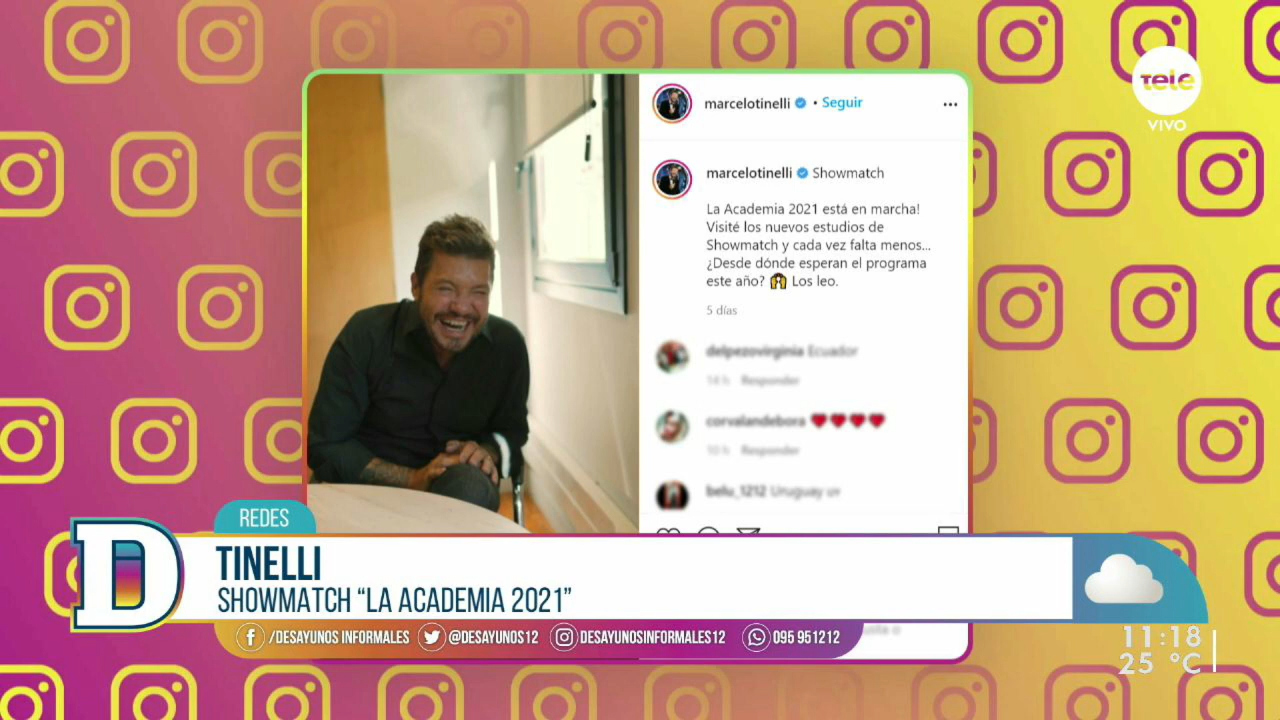 TELE
VIVO
marcelotinelli • Seguir
marcelotinelli Showmatch
La Academia 2021 está en marcha!
Visité los nuevos estudios de
Showmatch y cada vez falta menos...
¿Desde dónde esperan el programa
este año? Los leo.
5 días
delpezovirginia Ecuador
14 h Responder
corvalandebora
10 h Responder
belu_1212 Uruguay uy
REDES
D
TINELLI
SHOWMATCH “LA ACADEMIA 2021”
/DESAYUNOS INFORMALES @DESAYUNOS12 DESAYUNOSINFORMALES12 095 951212
11:18
25 °C